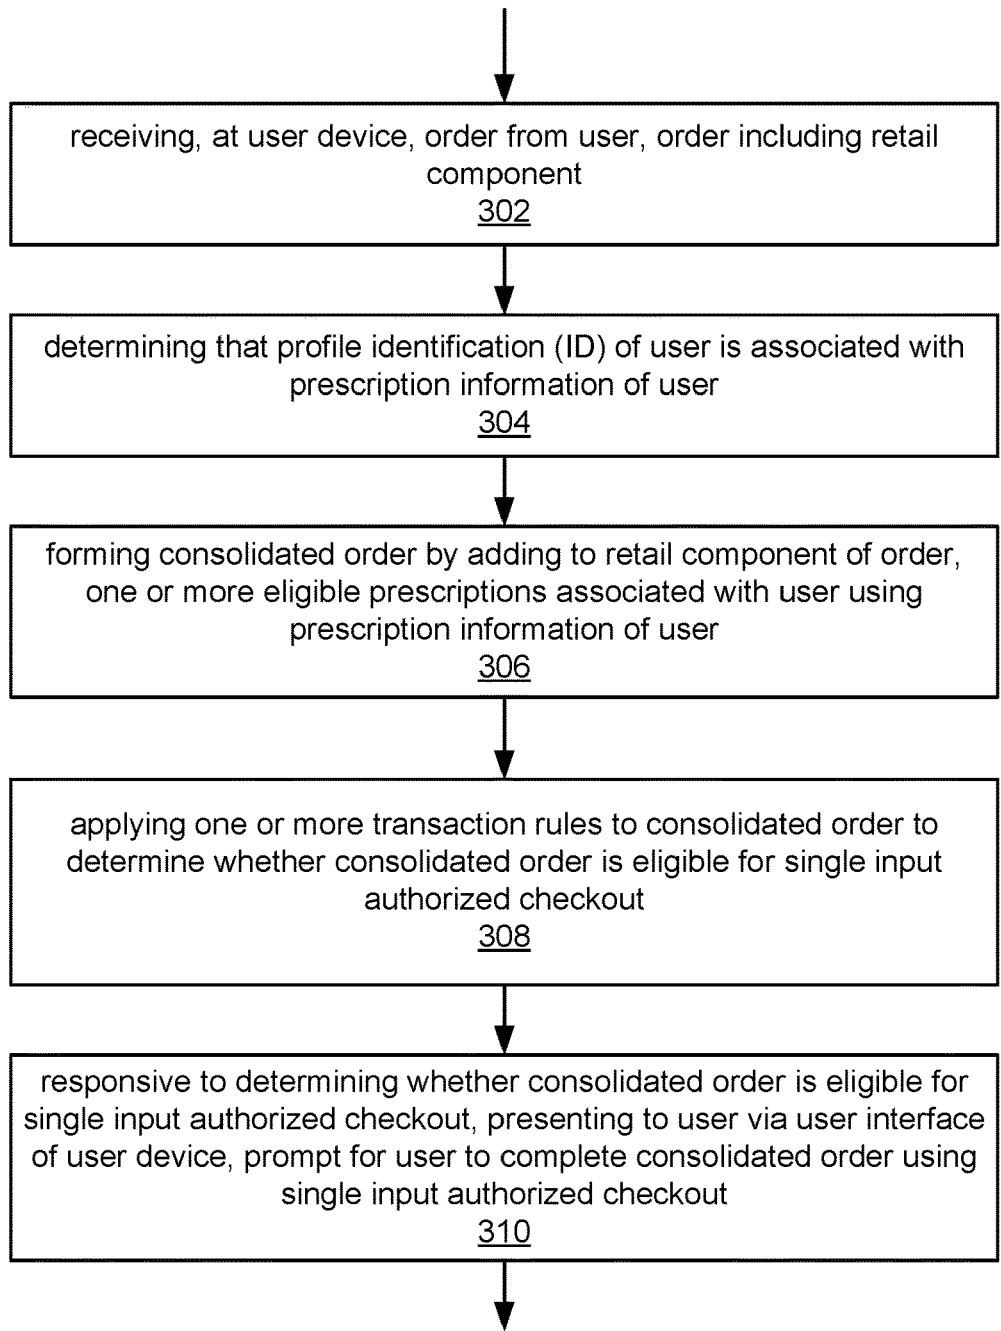 receiving, at user device, order from user, order including retail
component
302
determining that profile identification (ID) of user is associated with
prescription information of user
304
forming consolidated order by adding to retail component of order,
one or more eligible prescriptions associated with user using
prescription information of user
306
applying one or more transaction rules to consolidated order to
determine whether consolidated order is eligible for single input
authorized checkout
308
responsive to determining whether consolidated order is eligible for
single input authorized checkout, presenting to user via user interface
of user device, prompt for user to complete consolidated order using
single input authorized checkout
310